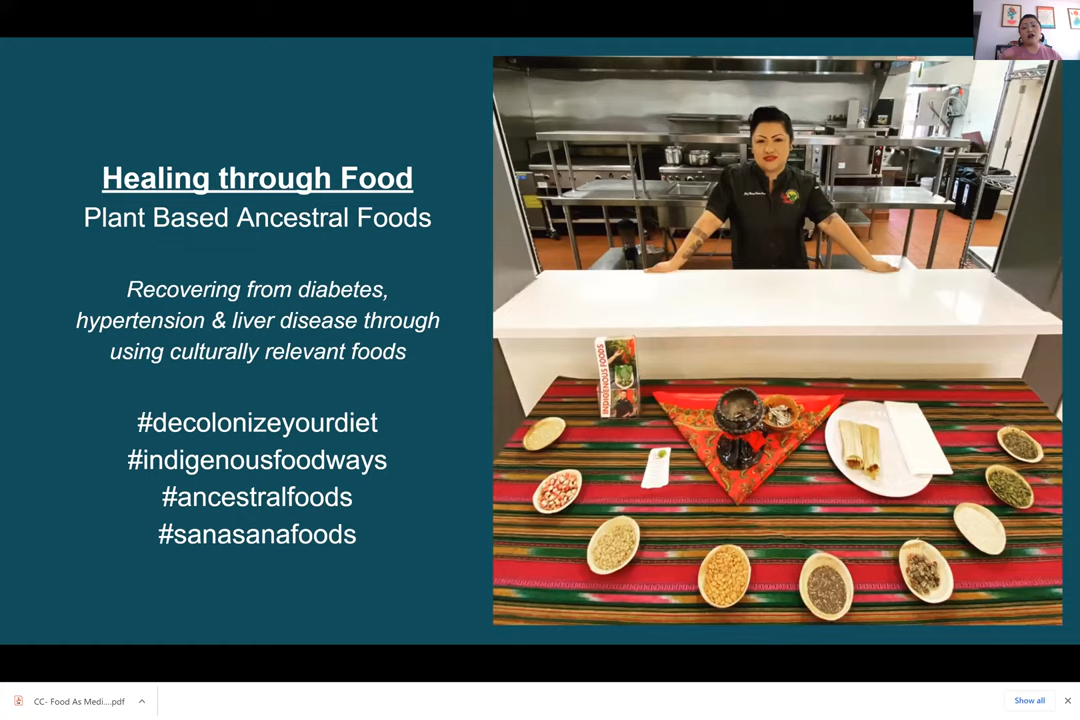 Healing through Food
Plant Based Ancestral Foods
Recovering from diabetes,
hypertension & liver disease through
using culturally relevant foods
#decolonizeyourdiet
#indigenousfoodways
#ancestralfoods
#sanasanafoods
INDIGENOUS FOODS
CC- Food As Medi....pdf
Show all